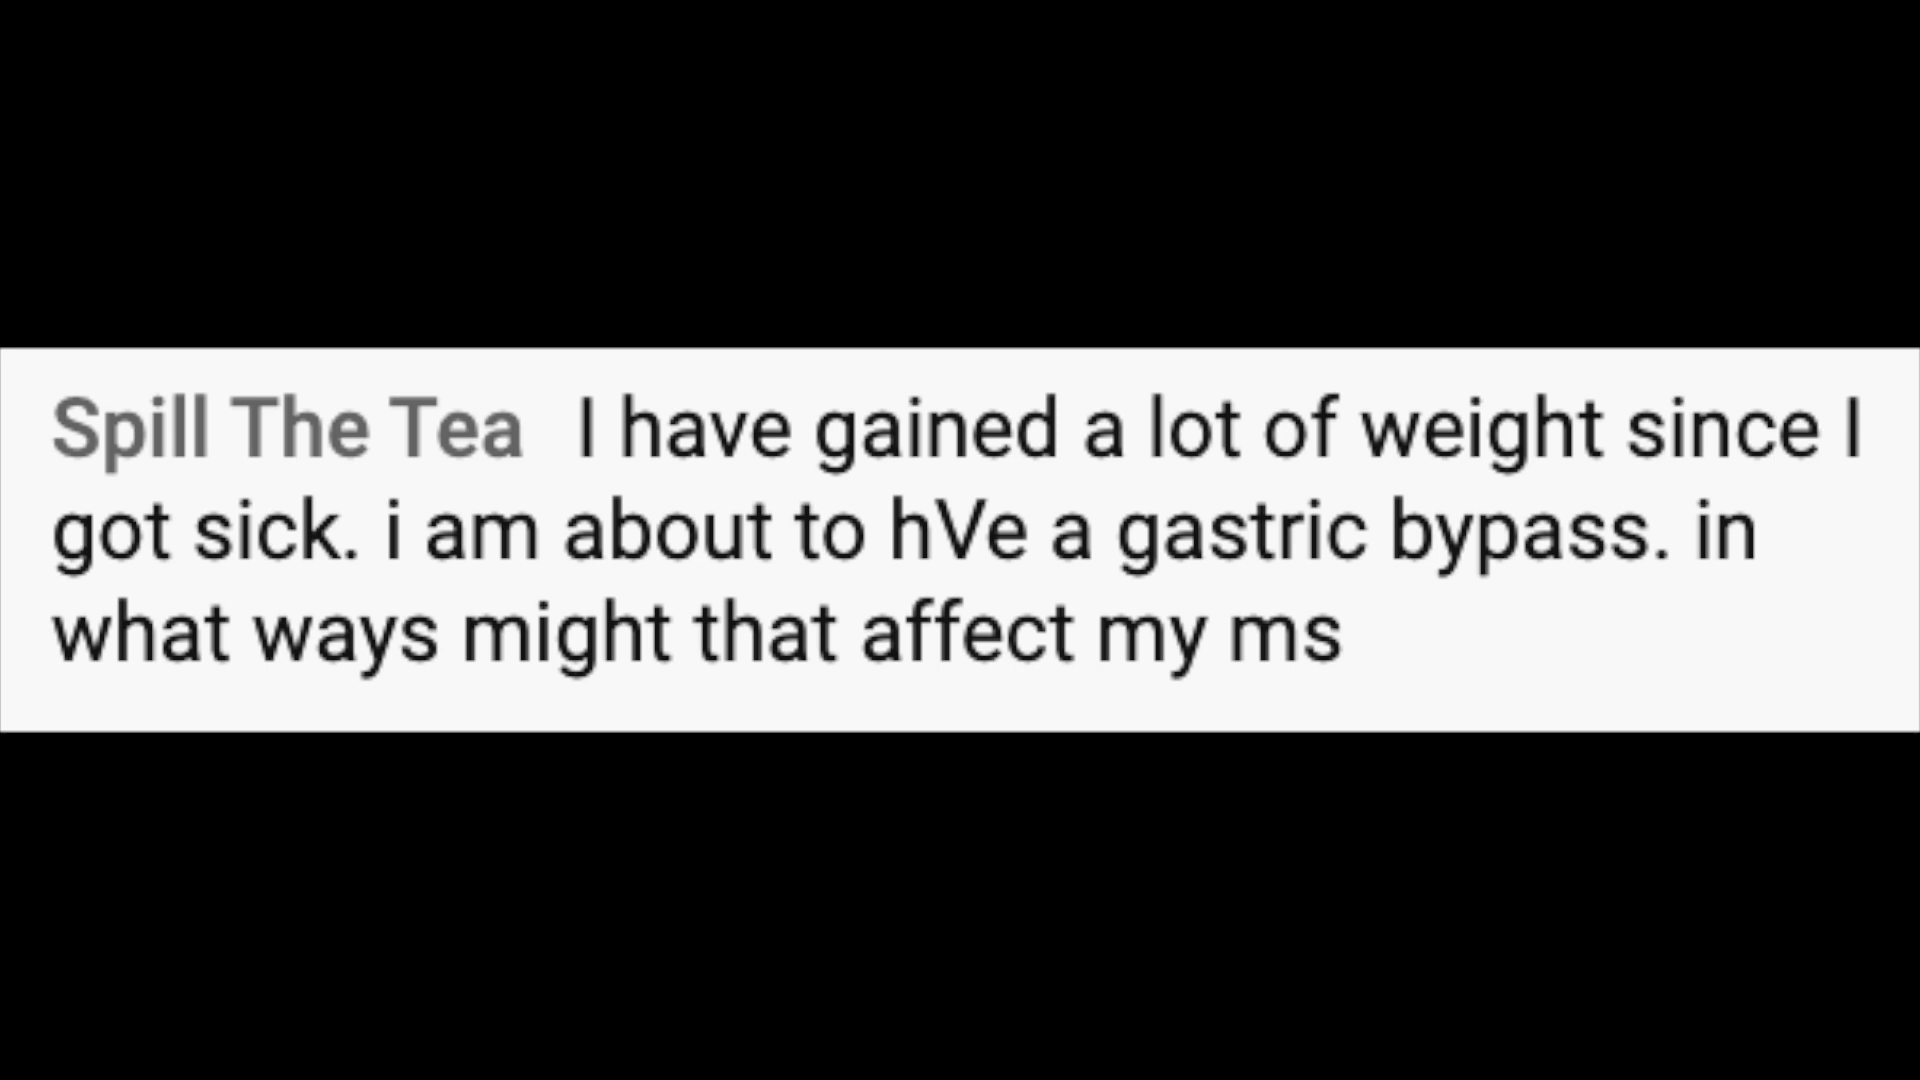 Spill The Tea I have gained a lot of weight since I
got sick. i am about to hVe a gastric bypass. in
what ways might that affect my ms